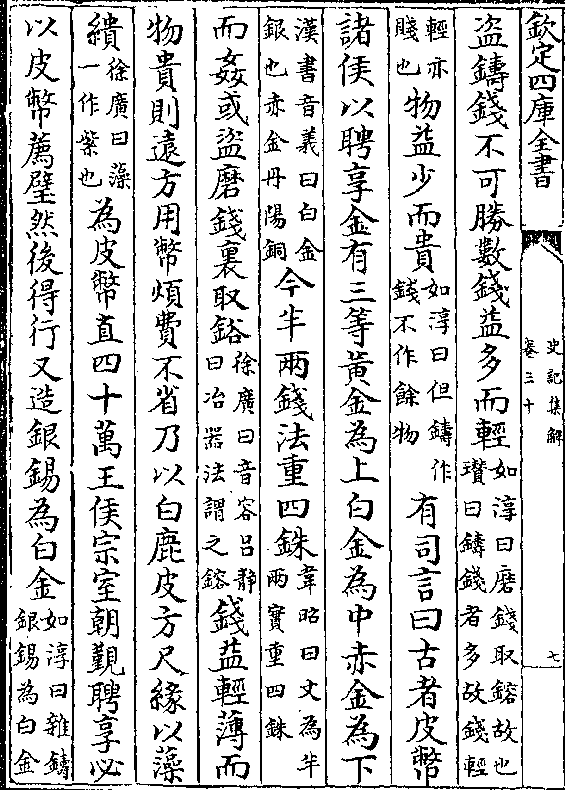 欽定四庫全書
史記集解
卷三十
七
盗鑄錢不可勝數錢益多而輕如淳曰磨錢取鎔故也瓚曰鑄錢者多故錢輕
輕亦賤也物益少而貴如淳曰但鑄作錢不作餘物有司言曰古者皮幣
諸侯以聘享金有三等黃金為上白金為中赤金為下
漢書音義曰白金銀也赤金丹陽銅今半兩錢法重四銖韋昭曰文為半兩實重四銖
而姦或盗磨錢裏取鋊徐廣曰音容吕静曰冶器法謂之鎔錢益輕薄而
物貴則遠方用幣煩費不省乃以白鹿皮方尺緣以藻
繢徐廣曰藻一作紫也為皮幣直四十萬王侯宗室朝覲聘享必
以皮幣薦璧然後得行又造銀錫為白金如淳曰雜鑄銀錫為白金